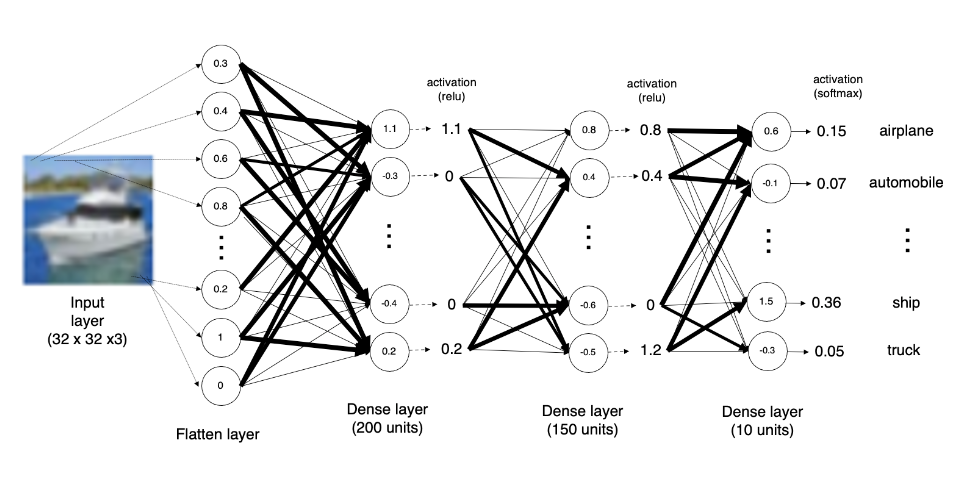 0.3
0.4
0.6
0.8
0.2
1
0
Input
layer
(32 x 32 x3)
Flatten layer
1.1
-0.3
-0.4
0.2
Dense layer
(200 units)
activation
(relu)
1.1
0
0
0.2
0.8
0.4
-0.6
-0.5
Dense layer
(150 units)
activation
(relu)
0.8
0.4
0
1.2
0.6
-0.1
1.5
-0.3
Dense layer
(10 units)
activation
(softmax)
0.15 airplane
0.07 automobile
0.36 ship
0.05 truck